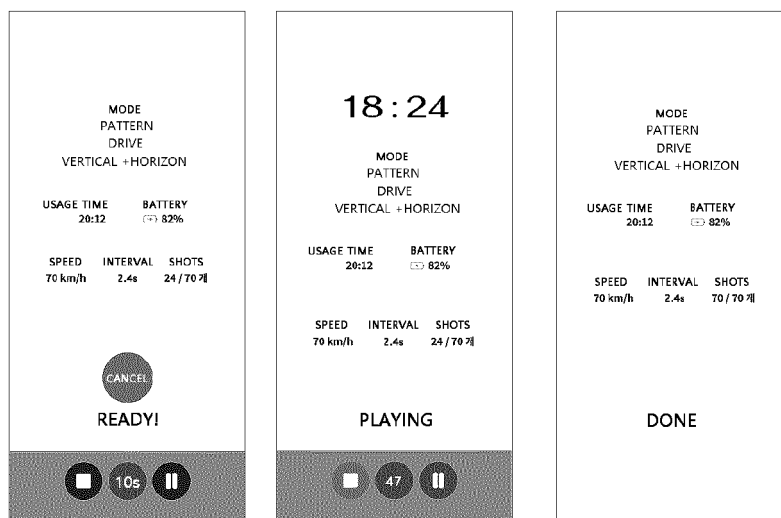 MODE
PATTERN
DRIVE
VERTICAL +HORIZON
USAGE TIME BATTERY
20:12 82%
SPEED INTERVAL SHOTS
70 km/h 2.4s 24 / 70 개
CANCEL
READY!
10s
18:24
MODE
PATTERN
DRIVE
VERTICAL +HORIZON
USAGE TIME BATTERY
20:12 82%
SPEED INTERVAL SHOTS
70 km/h 2.4s 24 / 70 개
PLAYING
47
MODE
PATTERN
DRIVE
VERTICAL +HORIZON
USAGE TIME BATTERY
20:12 82%
SPEED INTERVAL SHOTS
70 km/h 2.4s 70 / 70 개
DONE